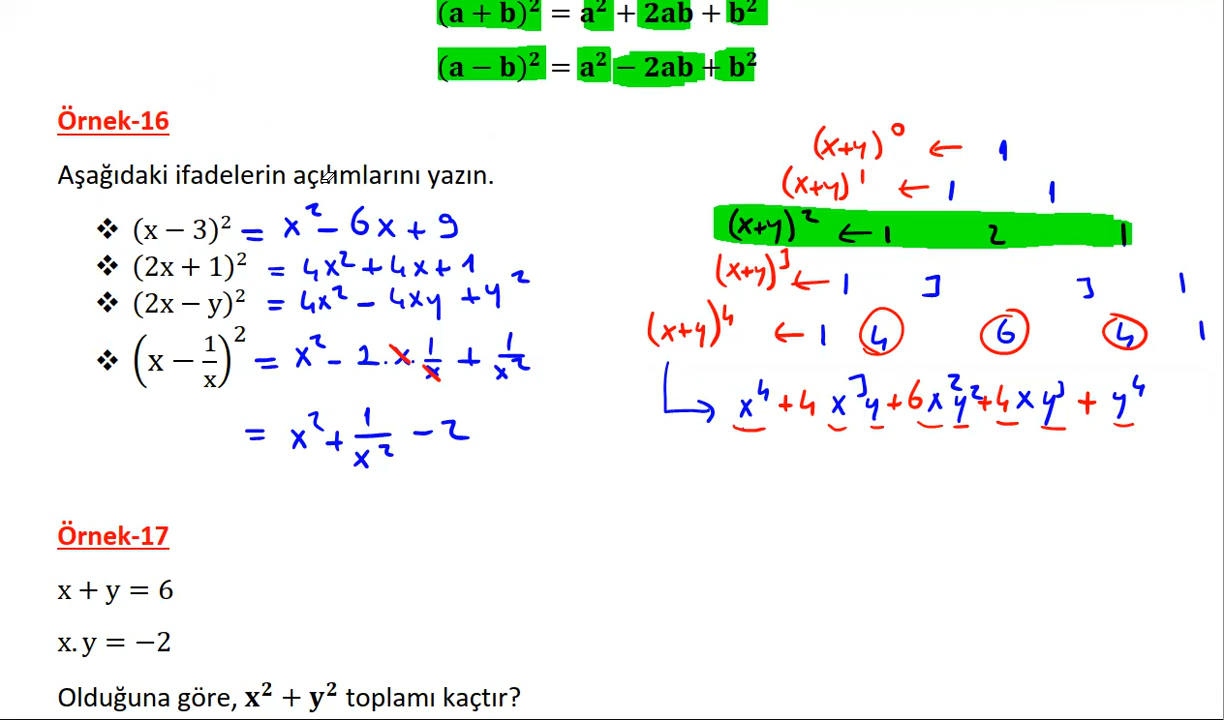 (a + b)² = a² + 2ab + b²
(a − b)² = a² − 2ab + b²
Örnek-16
Aşağıdaki ifadelerin açılımlarını yazın.
❖ (x − 3)² = x² − 6x + 9
❖ (2x + 1)² = 4x² + 4x + 1
❖ (2x − y)² = 4x² − 4xy + y²
❖ (x − 1/x)² = x² − 2 · x · 1/x + 1/x²
= x² + 1/x² − 2
(x+y)⁰ ← 1
(x+y)¹ ← 1 1
(x+y)² ← 1 2 1
(x+y)³ ← 1 3 3 1
(x+y)⁴ ← 1 4 6 4 1
x⁴ + 4x³y + 6x²y² + 4xy³ + y⁴
Örnek-17
x + y = 6
x. y = −2
Olduğuna göre, x² + y² toplamı kaçtır?